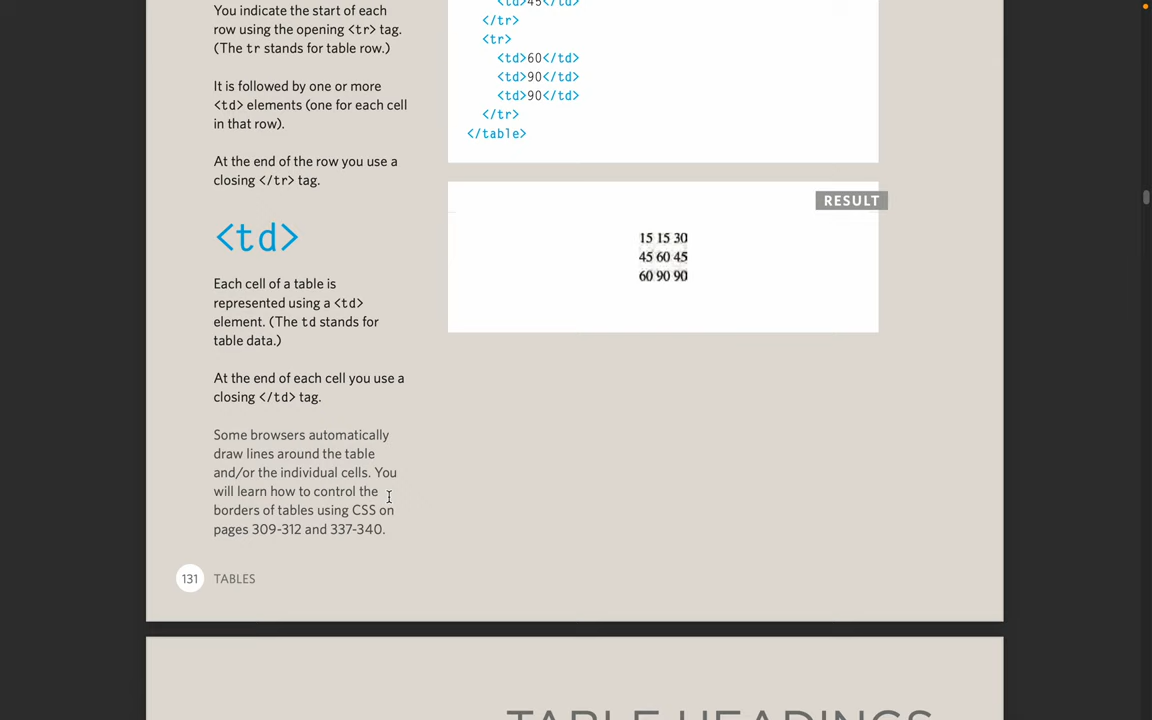 You indicate the start of each
row using the opening <tr> tag.
(The tr stands for table row.)
It is followed by one or more
<td> elements (one for each cell
in that row).
At the end of the row you use a
closing </tr> tag.
<td>
Each cell of a table is
represented using a <td>
element. (The td stands for
table data.)
At the end of each cell you use a
closing </td> tag.
Some browsers automatically
draw lines around the table
and/or the individual cells. You
will learn how to control the
borders of tables using CSS on
pages 309-312 and 337-340.
131 TABLES
<td>45</td>
</tr>
<tr>
<td>60</td>
<td>90</td>
<td>90</td>
</tr>
</table>
RESULT
15 15 30
45 60 45
60 90 90
TABLE HEADINGS